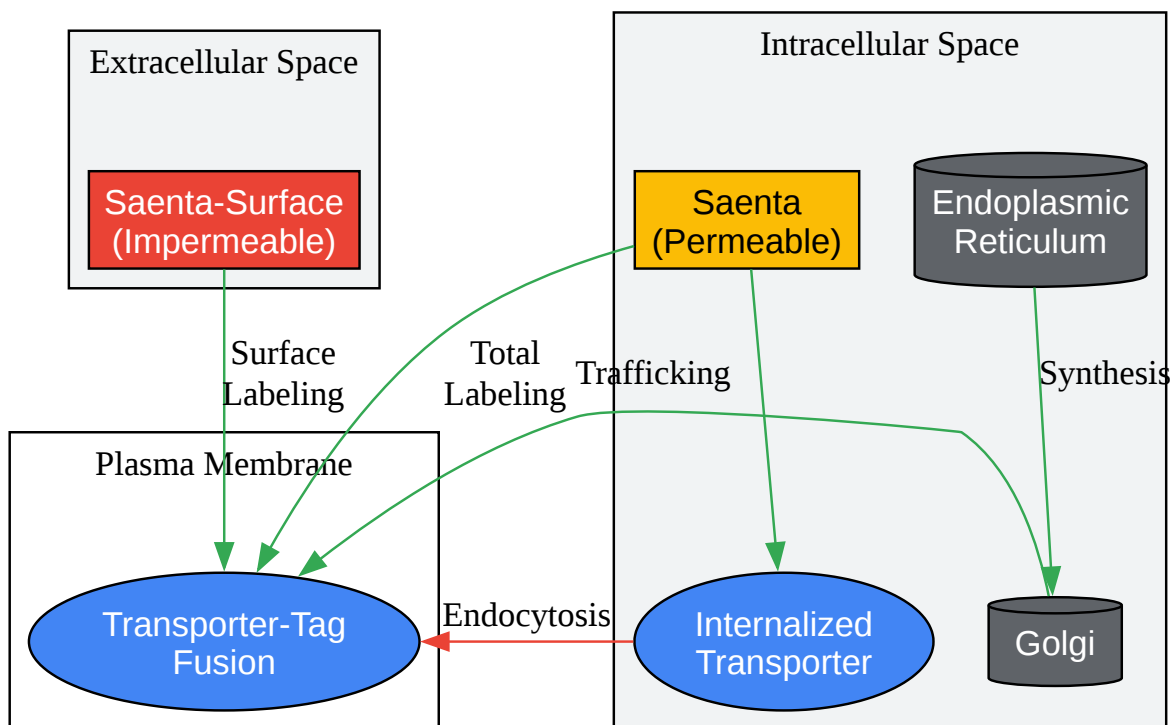 Extracellular Space
Intracellular Space
Saenta-Surface
(Impermeable)
Saenta
(Permeable)
Endoplasmic
Reticulum
Surface
Labeling
Total
Labeling
Trafficking
Synthesis
Plasma Membrane
Transporter-Tag
Fusion
Endocytosis
Internalized
Transporter
Golgi